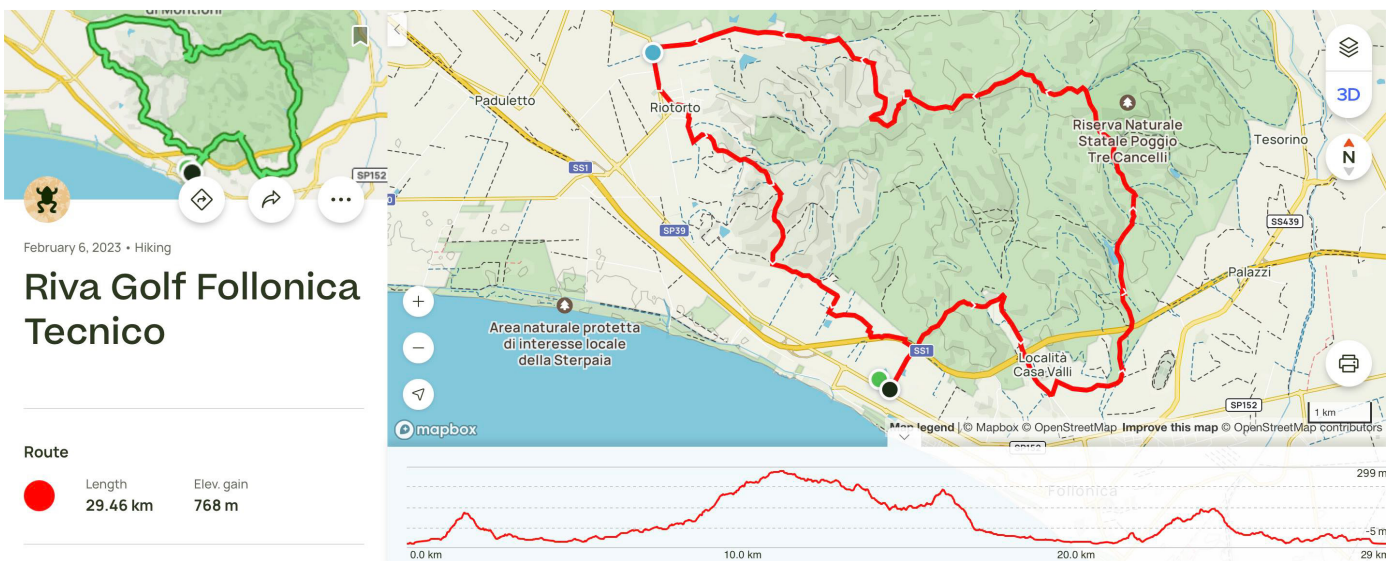 di Montioni
SP152
February 6, 2023 • Hiking
Riva Golf Follonica
Tecnico
Route
Length
Elev. gain
29.46 km
768 m
Paduletto
Riotorto
SS1
SP39
Riserva Naturale
Statale Poggio
Tre Cancelli
Tesorino
SS439
Palazzi
Area naturale protetta
di interesse locale
della Sterpaia
SS1
Località
Casa Valli
SP152
3D
N
1 km
mapbox
Map legend | © Mapbox © OpenStreetMap Improve this map © OpenStreetMap contributors
SP152
Follonica
299 m
-5 m
0.0 km
10.0 km
20.0 km
29 km